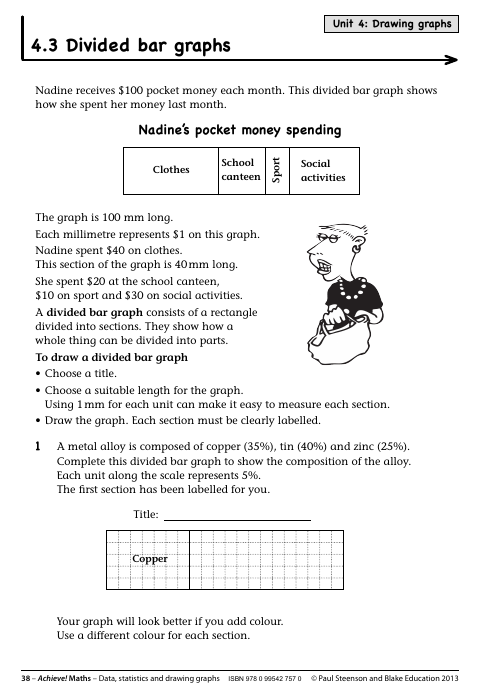 Unit 4: Drawing graphs
4.3 Divided bar graphs
Nadine receives $100 pocket money each month. This divided bar graph shows
how she spent her money last month.
Nadine's pocket money spending
Clothes
School
canteen
Sport
Social
activities
The graph is 100 mm long.
Each millimetre represents $1 on this graph.
Nadine spent $40 on clothes.
This section of the graph is 40 mm long.
She spent $20 at the school canteen,
$10 on sport and $30 on social activities.
A divided bar graph consists of a rectangle
divided into sections. They show how a
whole thing can be divided into parts.
To draw a divided bar graph
• Choose a title.
• Choose a suitable length for the graph.
Using 1 mm for each unit can make it easy to measure each section.
• Draw the graph. Each section must be clearly labelled.
1 A metal alloy is composed of copper (35%), tin (40%) and zinc (25%).
Complete this divided bar graph to show the composition of the alloy.
Each unit along the scale represents 5%.
The first section has been labelled for you.
Title:
Copper
Your graph will look better if you add colour.
Use a different colour for each section.
38 – Achieve! Maths – Data, statistics and drawing graphs ISBN 978 0 99542 757 0 © Paul Steenson and Blake Education 2013